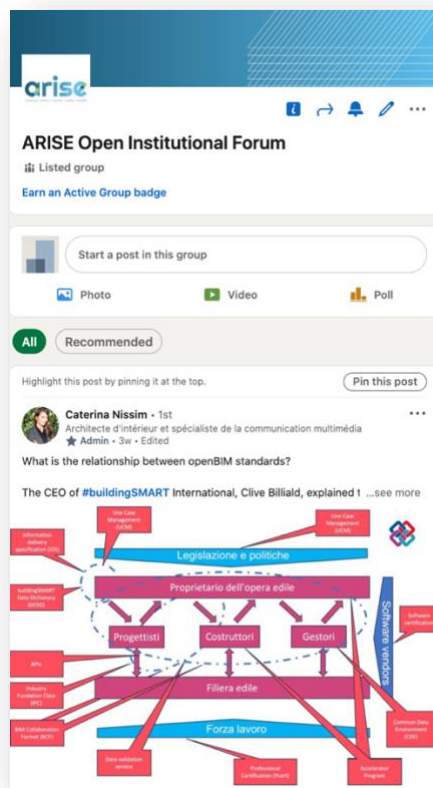 arise
ARISE Open Institutional Forum
Listed group
Earn an Active Group badge
Start a post in this group
Photo
Video
Poll
All
Recommended
Highlight this post by pinning it at the top.
Pin this post
Caterina Nissim • 1st
Architecte d'intérieur et spécialiste de la communication multimédia
Admin • 3w • Edited
What is the relationship between openBIM standards?
The CEO of #buildingSMART International, Clive Billiald, explained t ...see more
Use Case
Management
(UCM)
Use Case
Management
(UCM)
Information
delivery
specification (IDS)
Legislazione e politiche
buildingSMART
Data Dictionary
(bSDD)
Proprietario dell'opera edile
Software
certification
Progettisti
Costruttori
Gestori
Software vendors
APIs
Industry
Foundation Class
(IFC)
Filiera edile
BIM Collaboration
Format (BCF)
Forza lavoro
Common Data
Environment
(CDE)
Data validation
service
Professional
Certification (PCert)
Accelerator
Program